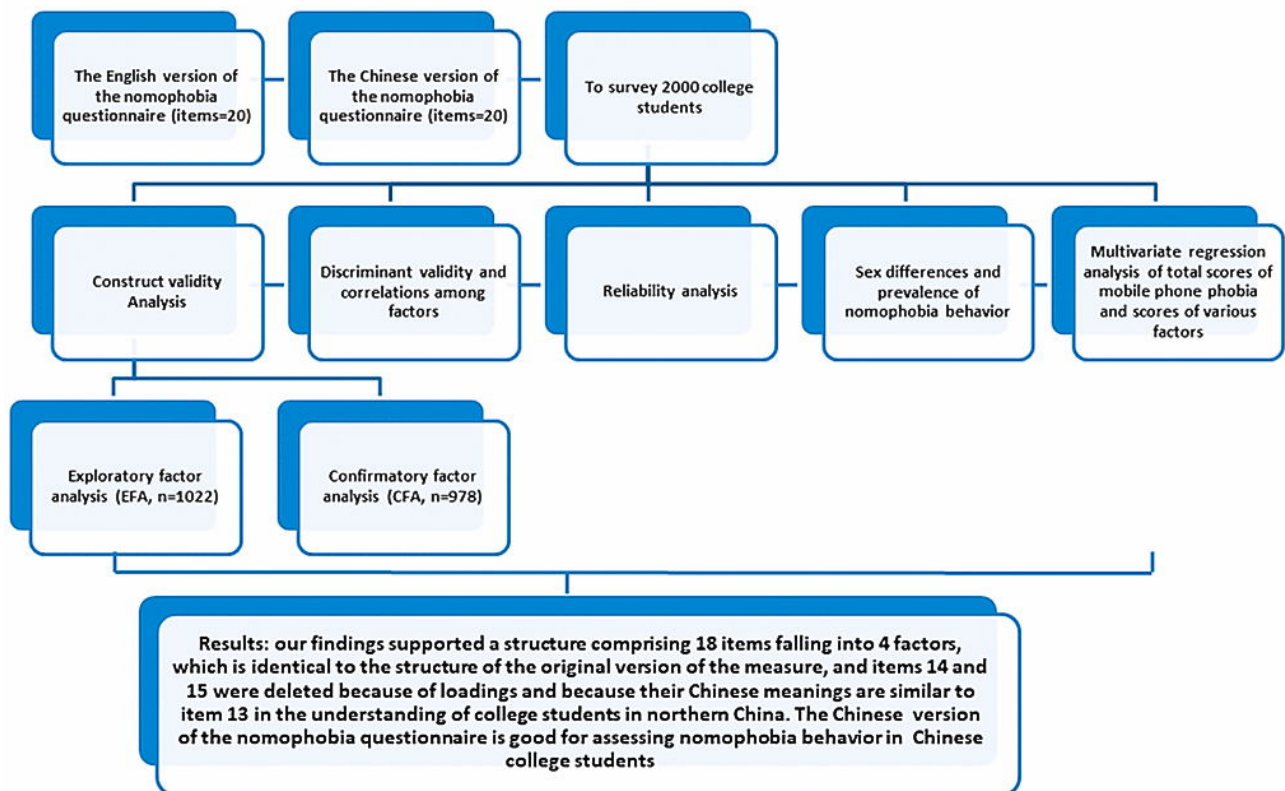 The English version of
the nomophobia
questionnaire (items=20)
The Chinese version of
the nomophobia
questionnaire (items=20)
To survey 2000 college
students
Construct validity
Analysis
Discriminant validity and
correlations among
factors
Reliability analysis
Sex differences and
prevalence of
nomophobia behavior
Multivariate regression
analysis of total scores of
mobile phone phobia
and scores of various
factors
Exploratory factor
analysis (EFA, n=1022)
Confirmatory factor
analysis (CFA, n=978)
Results: our findings supported a structure comprising 18 items falling into 4 factors,
which is identical to the structure of the original version of the measure, and items 14 and
15 were deleted because of loadings and because their Chinese meanings are similar to
item 13 in the understanding of college students in northern China. The Chinese version
of the nomophobia questionnaire is good for assessing nomophobia behavior in Chinese
college students